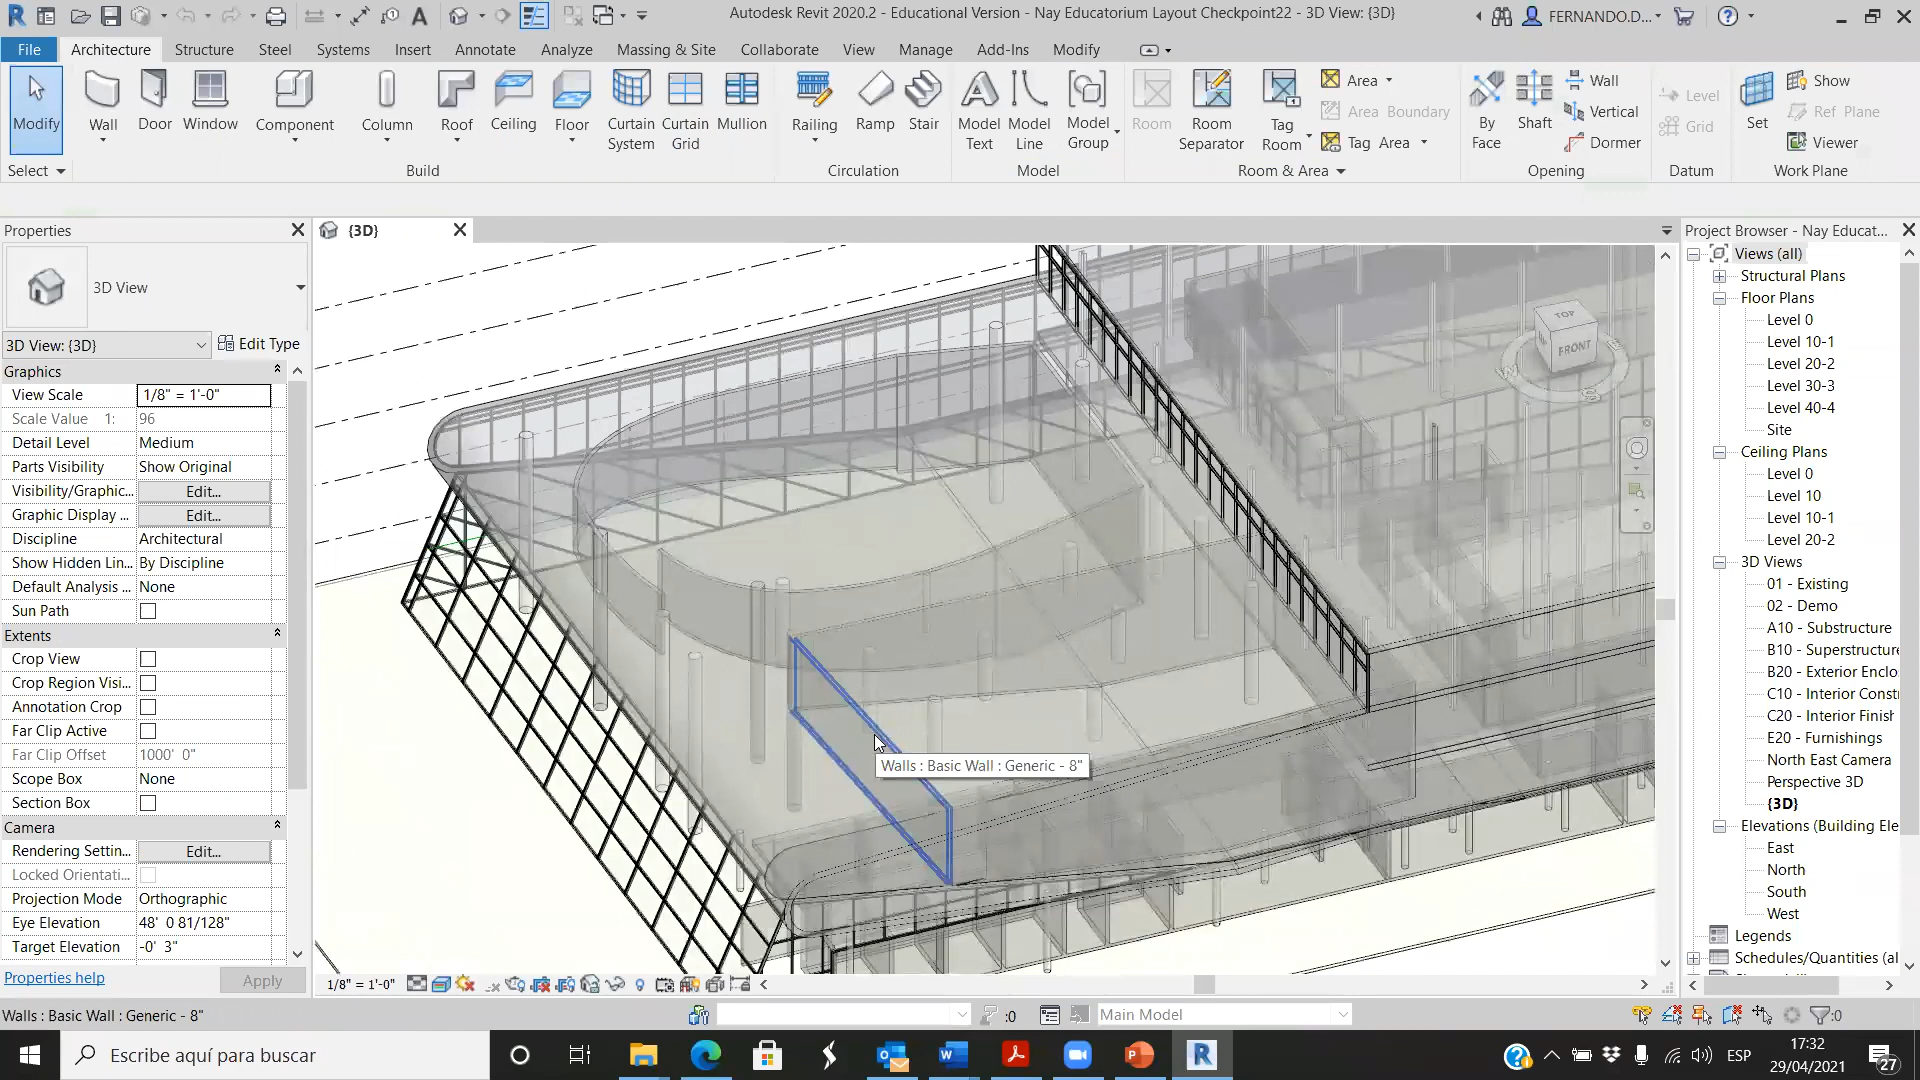 Autodesk Revit 2020.2 - Educational Version - Nay Educatorium Layout Checkpoint22 - 3D View: {3D}
FERNANDO.D...
File Architecture Structure Steel Systems Insert Annotate Analyze Massing & Site Collaborate View Manage Add-Ins Modify
Modify
Wall
Door
Window
Component
Column
Roof
Ceiling
Floor
Curtain System
Curtain Grid
Mullion
Railing
Ramp
Stair
Model Text
Model Line
Model Group
Room
Room Separator
Tag Room
Area
Area Boundary
Tag Area
By Face
Shaft
Wall
Vertical
Dormer
Level
Grid
Set
Show
Ref Plane
Viewer
Select Build Circulation Model Room & Area Opening Datum Work Plane
Properties
3D View
3D View: {3D} Edit Type
Graphics
View Scale 1/8" = 1'-0"
Scale Value 1: 96
Detail Level Medium
Parts Visibility Show Original
Visibility/Graphic... Edit...
Graphic Display ... Edit...
Discipline Architectural
Show Hidden Lin... By Discipline
Default Analysis ... None
Sun Path
Extents
Crop View
Crop Region Visi...
Annotation Crop
Far Clip Active
Far Clip Offset 1000' 0"
Scope Box None
Section Box
Camera
Rendering Settin... Edit...
Locked Orientati...
Projection Mode Orthographic
Eye Elevation 48' 0 81/128"
Target Elevation -0' 3"
Properties help Apply
{3D}
TOP
FRONT
S
Walls : Basic Wall : Generic - 8"
1/8" = 1'-0"
Project Browser - Nay Educat...
Views (all)
Structural Plans
Floor Plans
Level 0
Level 10-1
Level 20-2
Level 30-3
Level 40-4
Site
Ceiling Plans
Level 0
Level 10
Level 10-1
Level 20-2
3D Views
01 - Existing
02 - Demo
A10 - Substructure
B10 - Superstructure
B20 - Exterior Enclo
C10 - Interior Const
C20 - Interior Finish
E20 - Furnishings
North East Camera
Perspective 3D
{3D}
Elevations (Building Ele
East
North
South
West
Legends
Schedules/Quantities (al
Walls : Basic Wall : Generic - 8"
:0
Main Model
:0
Escribe aquí para buscar
ESP
17:32
29/04/2021
27